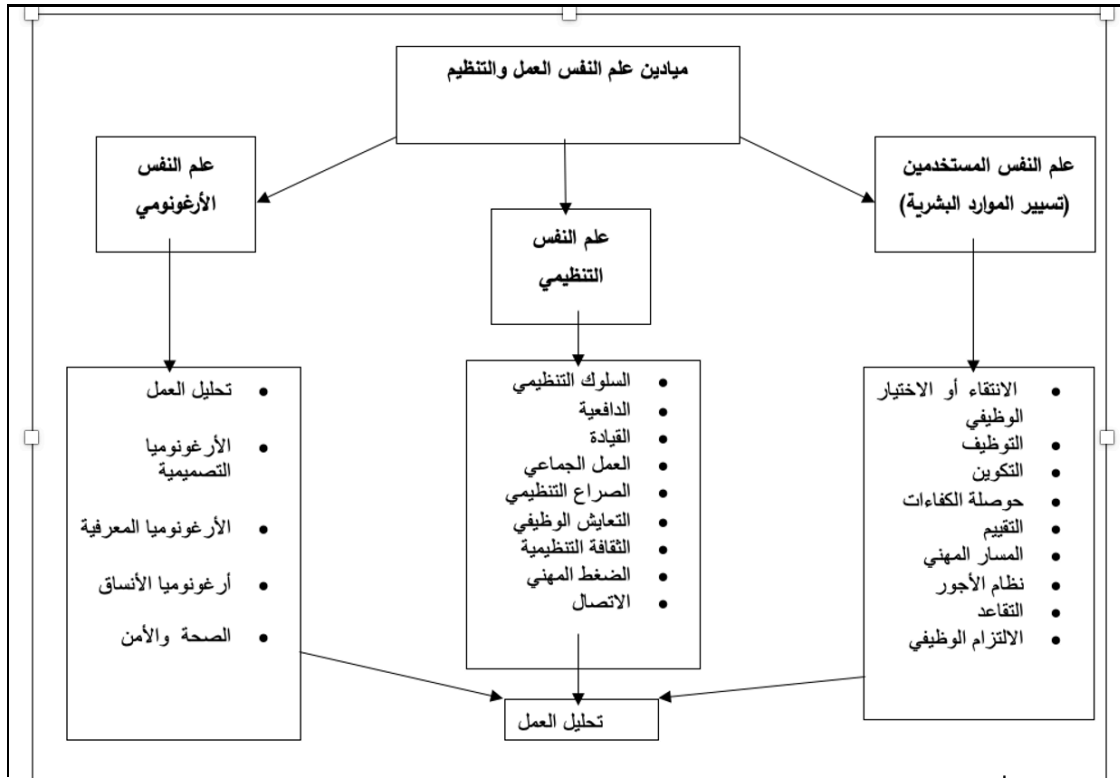 ميادين علم النفس العمل والتنظيم
علم النفس المستخدمين
(تسيير الموارد البشرية)
علم النفس
التنظيمي
علم النفس
الأرغونومي
• الانتقاء أو الاختيار
الوظيفي
• التوظيف
• التكوين
• حوصلة الكفاءات
• التقييم
• المسار المهني
• نظام الأجور
• التقاعد
• الالتزام الوظيفي
• السلوك التنظيمي
• الدافعية
• القيادة
• العمل الجماعي
• الصراع التنظيمي
• التعايش الوظيفي
• الثقافة التنظيمية
• الضغط المهني
• الاتصال
• تحليل العمل
• الأرغونوميا
التصميمية
• الأرغونوميا المعرفية
• أرغونوميا الأنساق
• الصحة والأمن
تحليل العمل